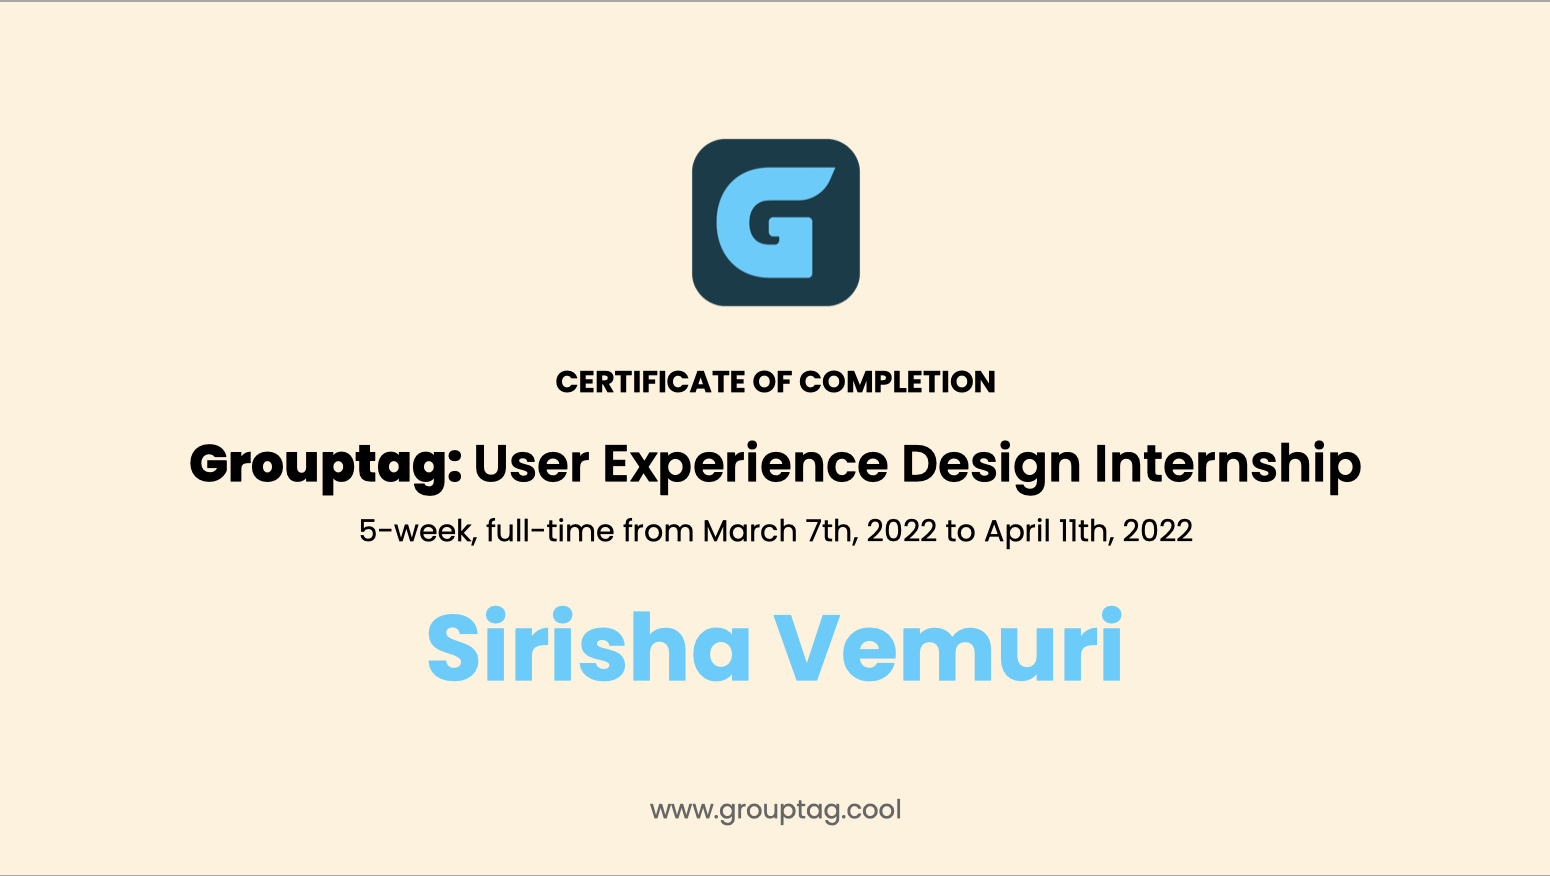 G
CERTIFICATE OF COMPLETION
Grouptag: User Experience Design Internship
5-week, full-time from March 7th, 2022 to April 11th, 2022
Sirisha Vemuri
www.grouptag.cool